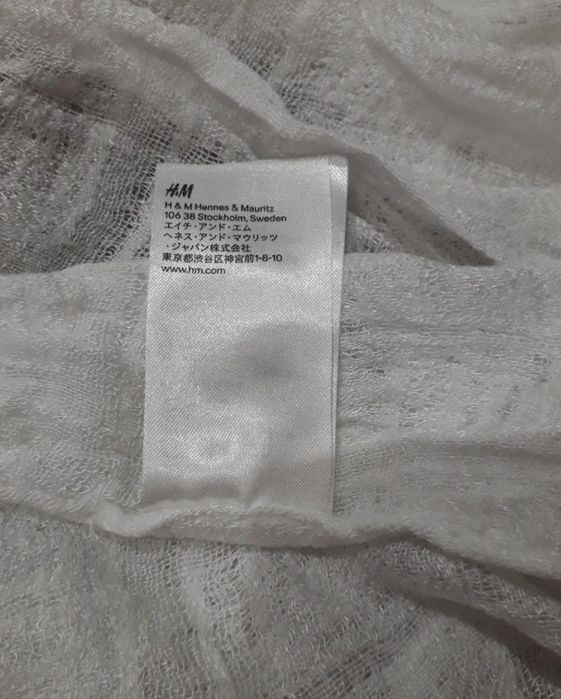 H&M
H & M Hennes & Mauritz
106 38 Stockholm, Sweden
エイチ・アンド・エム
ヘネス・アンド・マウリッツ
・ジャパン株式会社
東京都渋谷区神宮前1-8-10
www.hm.com